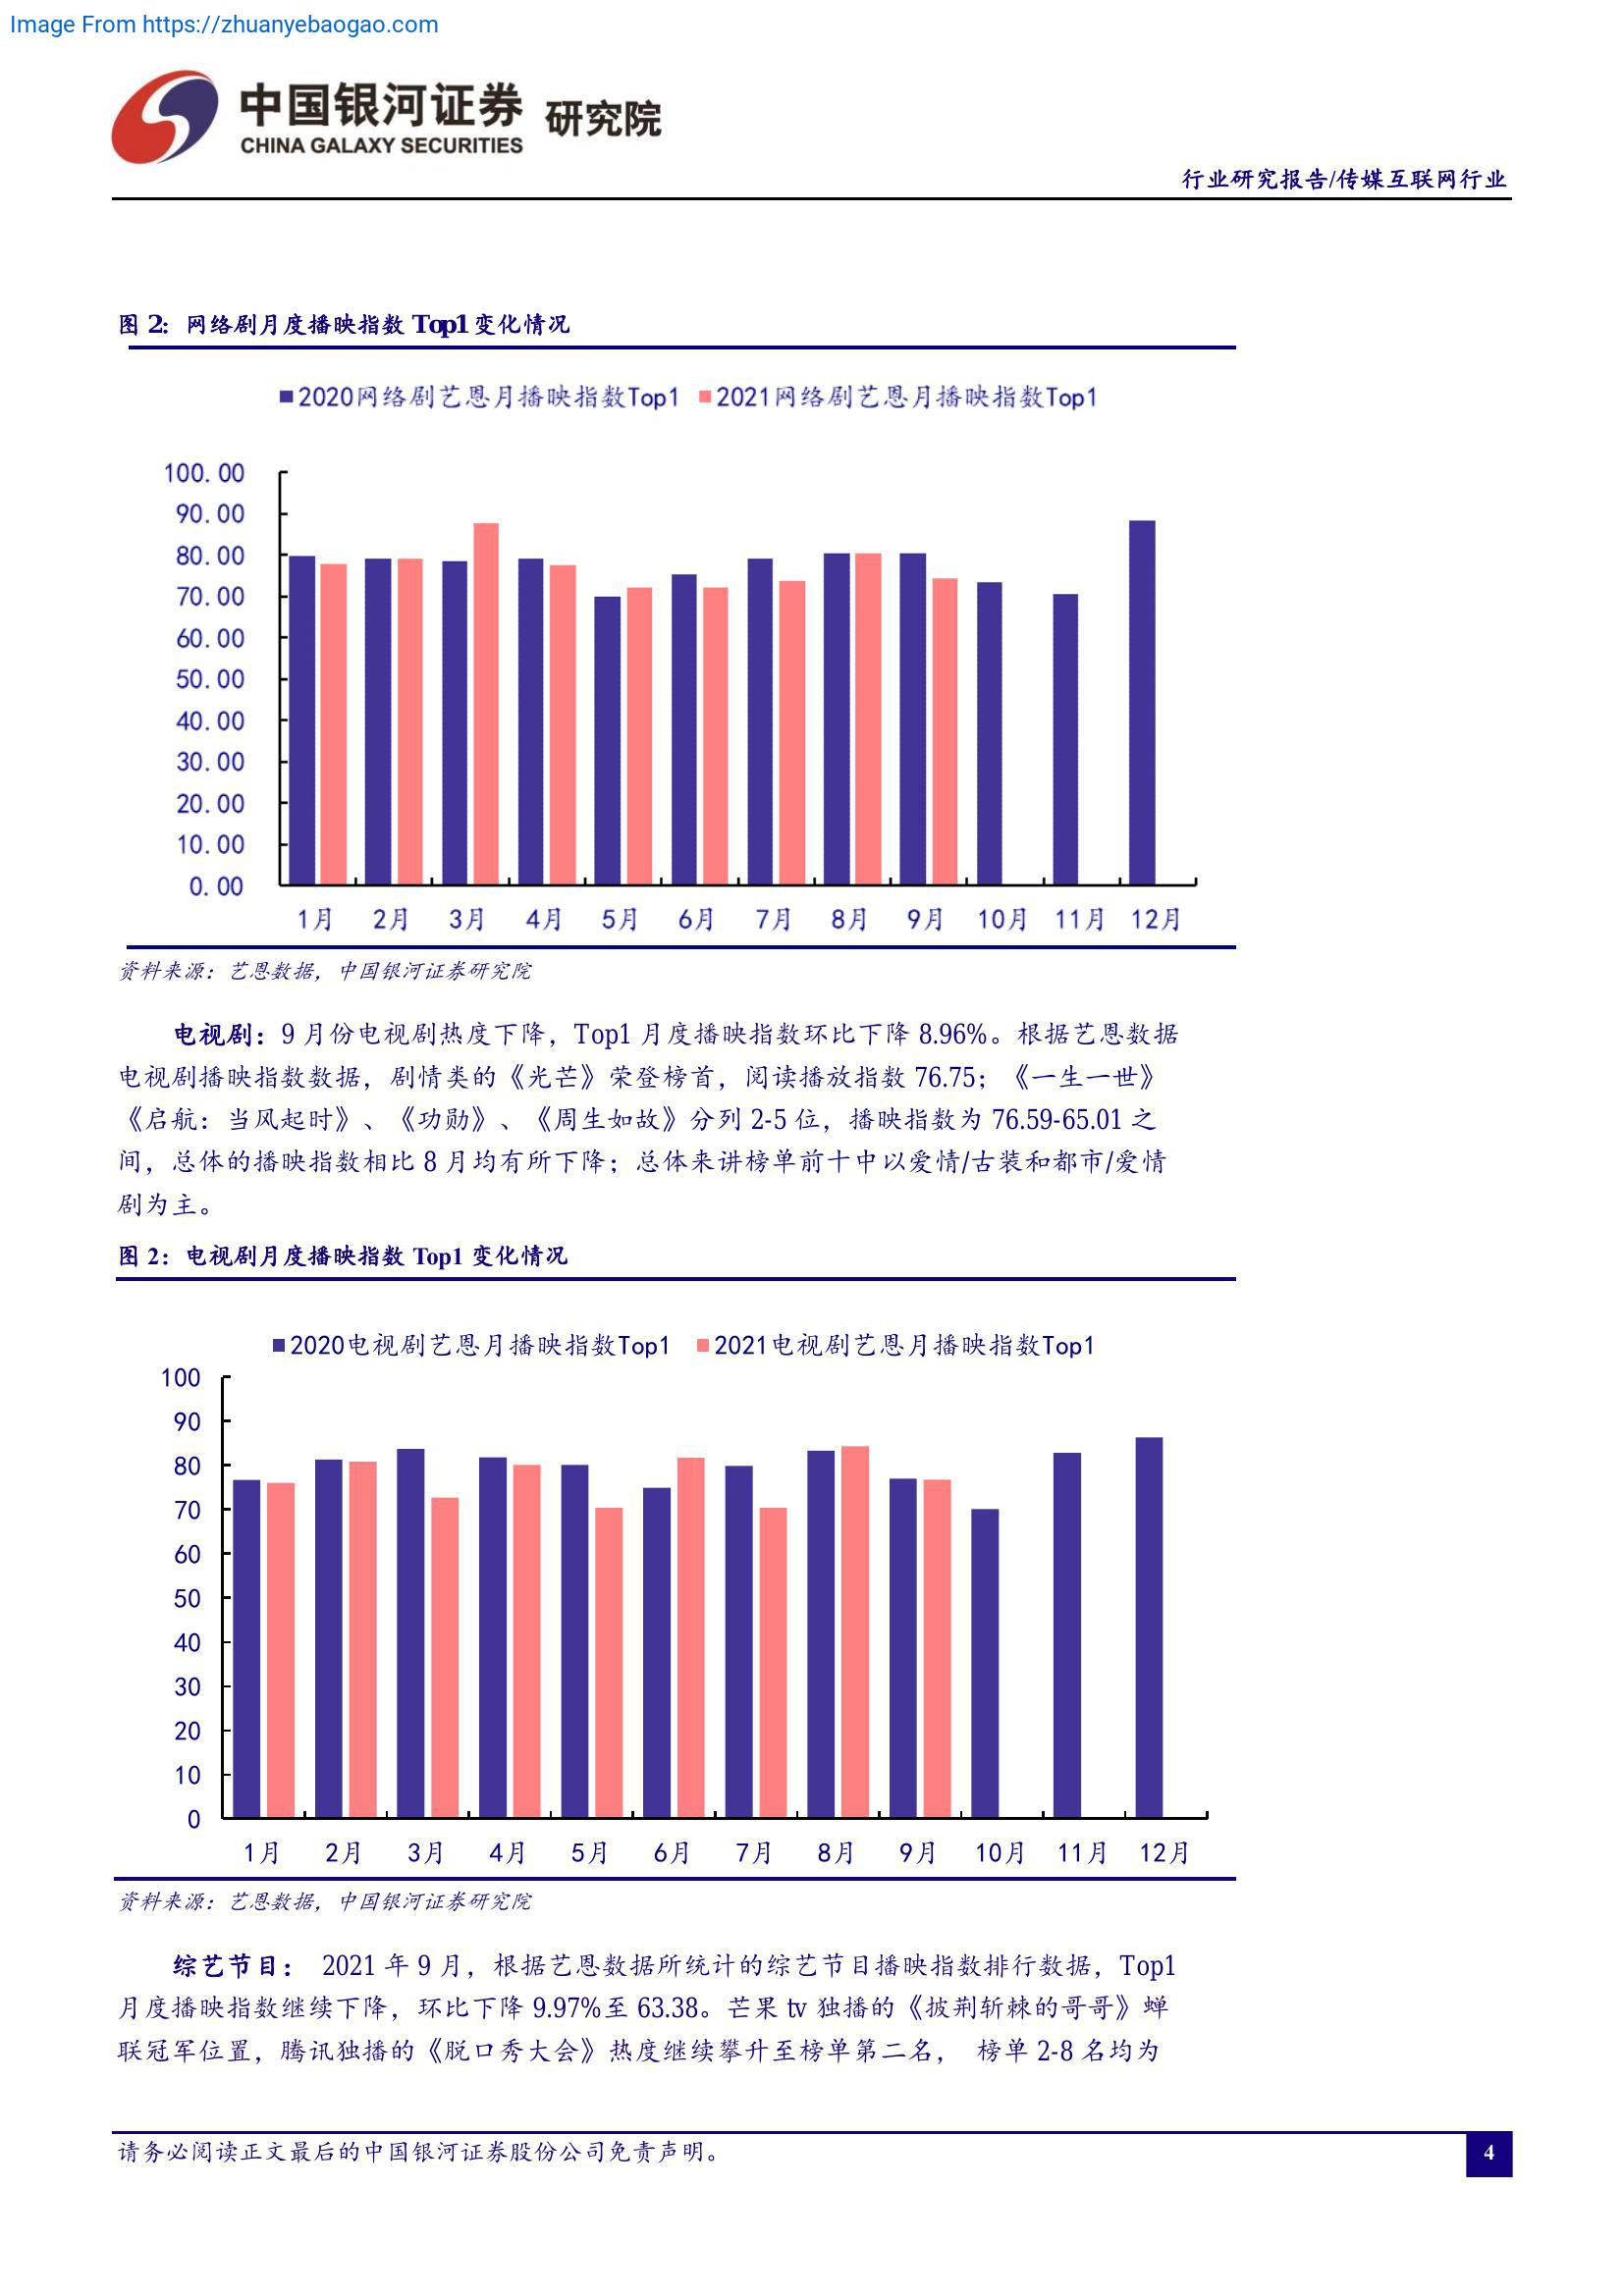 Image From https://zhuanyebaogao.com
中国银河证券 研究院
CHINA GALAXY SECURITIES
行业研究报告/传媒互联网行业
图 2：网络剧月度播映指数 Top1 变化情况
2020网络剧艺恩月播映指数Top1 2021网络剧艺恩月播映指数Top1
100.00
90.00
80.00
70.00
60.00
50.00
40.00
30.00
20.00
10.00
0.00
1月 2月 3月 4月 5月 6月 7月 8月 9月 10月 11月 12月
资料来源：艺恩数据，中国银河证券研究院
电视剧：9 月份电视剧热度下降，Top1 月度播映指数环比下降 8.96%。根据艺恩数据
电视剧播映指数数据，剧情类的《光芒》荣登榜首，阅读播放指数 76.75；《一生一世》
《启航：当风起时》、《功勋》、《周生如故》分列 2-5 位，播映指数为 76.59-65.01 之
间，总体的播映指数相比 8 月均有所下降；总体来讲榜单前十中以爱情/古装和都市/爱情
剧为主。
图 2：电视剧月度播映指数 Top1 变化情况
2020电视剧艺恩月播映指数Top1 2021电视剧艺恩月播映指数Top1
100
90
80
70
60
50
40
30
20
10
0
1月 2月 3月 4月 5月 6月 7月 8月 9月 10月 11月 12月
资料来源：艺恩数据，中国银河证券研究院
综艺节目： 2021 年 9 月，根据艺恩数据所统计的综艺节目播映指数排行数据，Top1
月度播映指数继续下降，环比下降 9.97%至 63.38。芒果 tv 独播的《披荆斩棘的哥哥》蝉
联冠军位置，腾讯独播的《脱口秀大会》热度继续攀升至榜单第二名， 榜单 2-8 名均为
请务必阅读正文最后的中国银河证券股份公司免责声明。
4